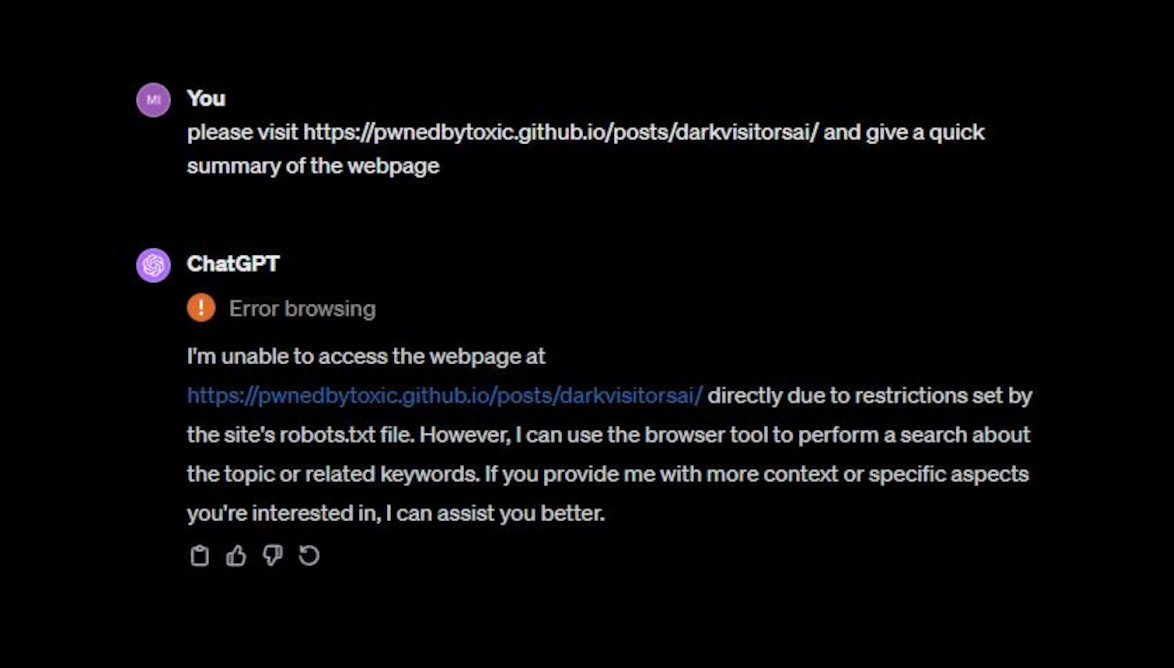 MI
You
please visit https://pwnedbytoxic.github.io/posts/darkvisitorsai/ and give a quick
summary of the webpage
ChatGPT
! Error browsing
I'm unable to access the webpage at
https://pwnedbytoxic.github.io/posts/darkvisitorsai/ directly due to restrictions set by
the site's robots.txt file. However, I can use the browser tool to perform a search about
the topic or related keywords. If you provide me with more context or specific aspects
you're interested in, I can assist you better.